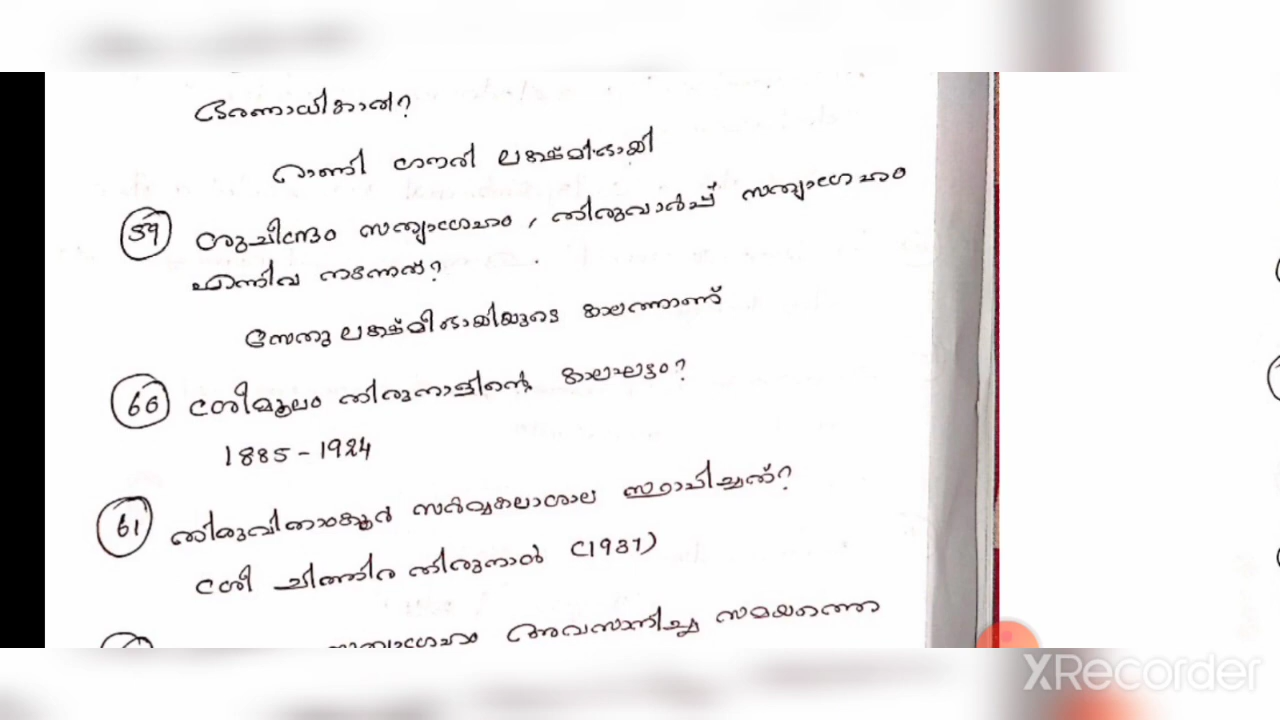 ഭരണാധികാരി?
റാണി ഗൗരി ലക്ഷ്മിഭായി
59 ശുചീന്ദ്രം സത്യാഗ്രഹം, തിരുവാർപ്പ് സത്യാഗ്രഹം
എന്നിവ നടന്നത്?
സേതു ലക്ഷ്മീഭായിയുടെ കാലത്താണ്
60 ശ്രീമൂലം തിരുനാളിന്റെ കാലഘട്ടം?
1885-1924
61 തിരുവിതാംകൂർ സർവ്വകലാശാല സ്ഥാപിച്ചത്?
ശ്രീ ചിത്തിര തിരുനാൾ (1937)
അവസാനിച്ച സമയത്തെ
XRecorder